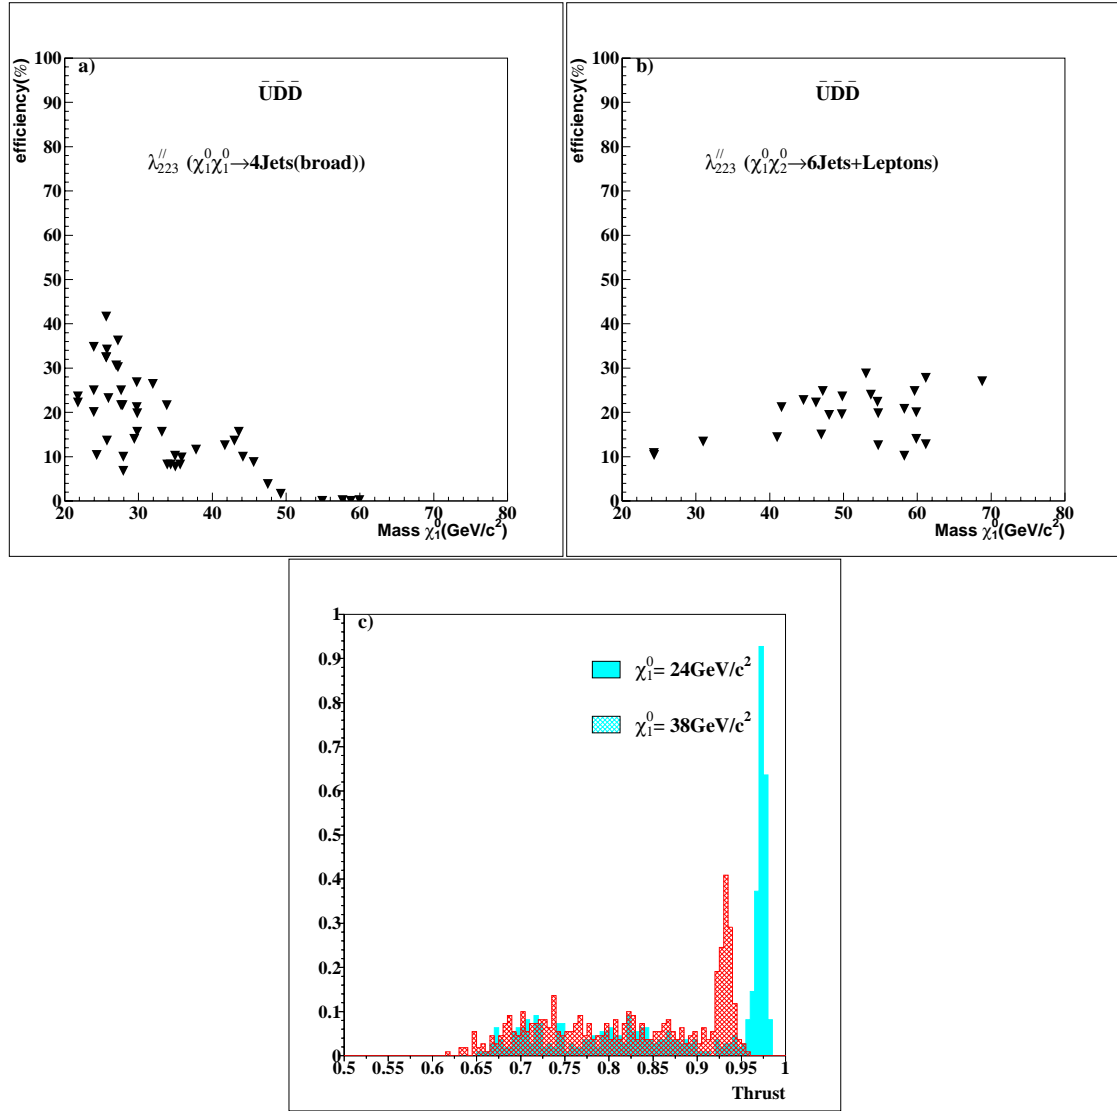 a)
ŪD̄D̄
λ''₂₂₃ (χ⁰₁χ⁰₁→4Jets(broad))
efficiency(%)
100
90
80
70
60
50
40
30
20
10
0
20 30 40 50 60 70 80
Mass χ⁰₁(GeV/c²)
b)
ŪD̄D̄
λ''₂₂₃ (χ⁰₁χ⁰₂→6Jets+Leptons)
efficiency(%)
100
90
80
70
60
50
40
30
20
10
0
20 30 40 50 60 70 80
Mass χ⁰₁(GeV/c²)
c)
χ⁰₁= 24GeV/c²
χ⁰₁= 38GeV/c²
1
0.9
0.8
0.7
0.6
0.5
0.4
0.3
0.2
0.1
0
0.5 0.55 0.6 0.65 0.7 0.75 0.8 0.85 0.9 0.95 1
Thrust